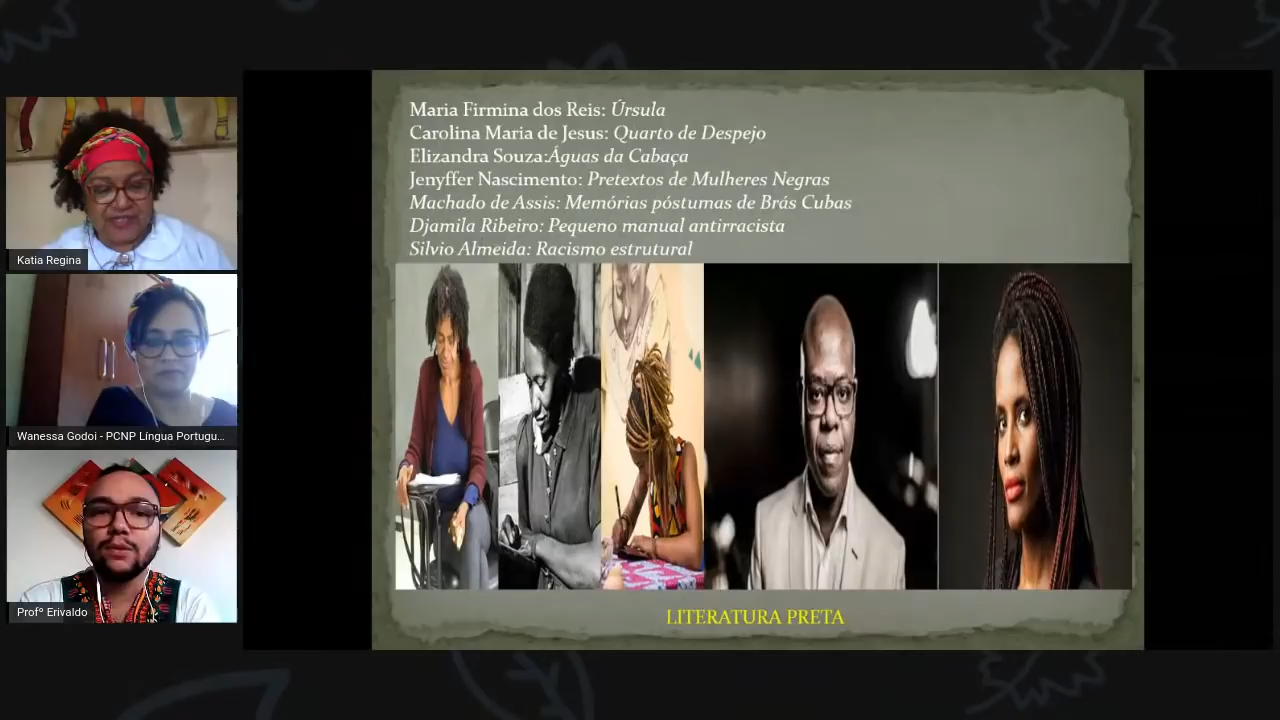 Maria Firmina dos Reis: Úrsula
Carolina Maria de Jesus: Quarto de Despejo
Elizandra Souza:Águas da Cabaça
Jenyffer Nascimento: Pretextos de Mulheres Negras
Machado de Assis: Memórias póstumas de Brás Cubas
Djamila Ribeiro: Pequeno manual antirracista
Silvio Almeida: Racismo estrutural
LITERATURA PRETA
Katia Regina
Wanessa Godoi - PCNP Língua Portugu...
Profº Erivaldo